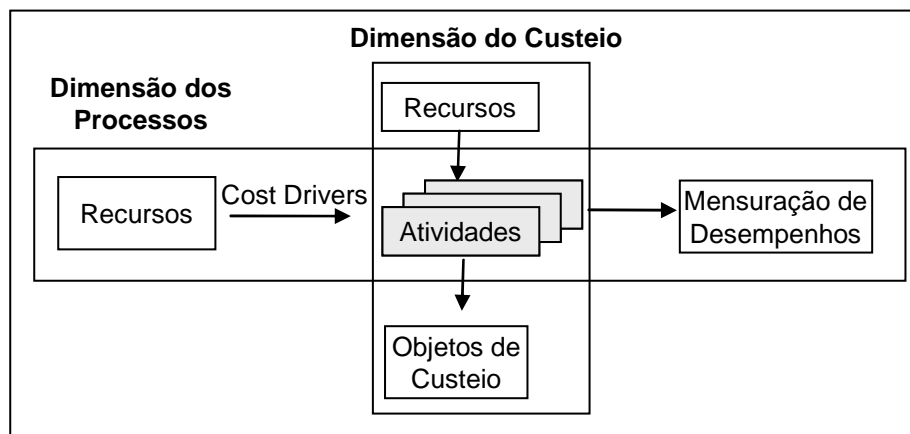 Dimensão do Custeio
Dimensão dos
Processos
Recursos
Recursos
Cost Drivers
Atividades
Mensuração de
Desempenhos
Objetos de
Custeio